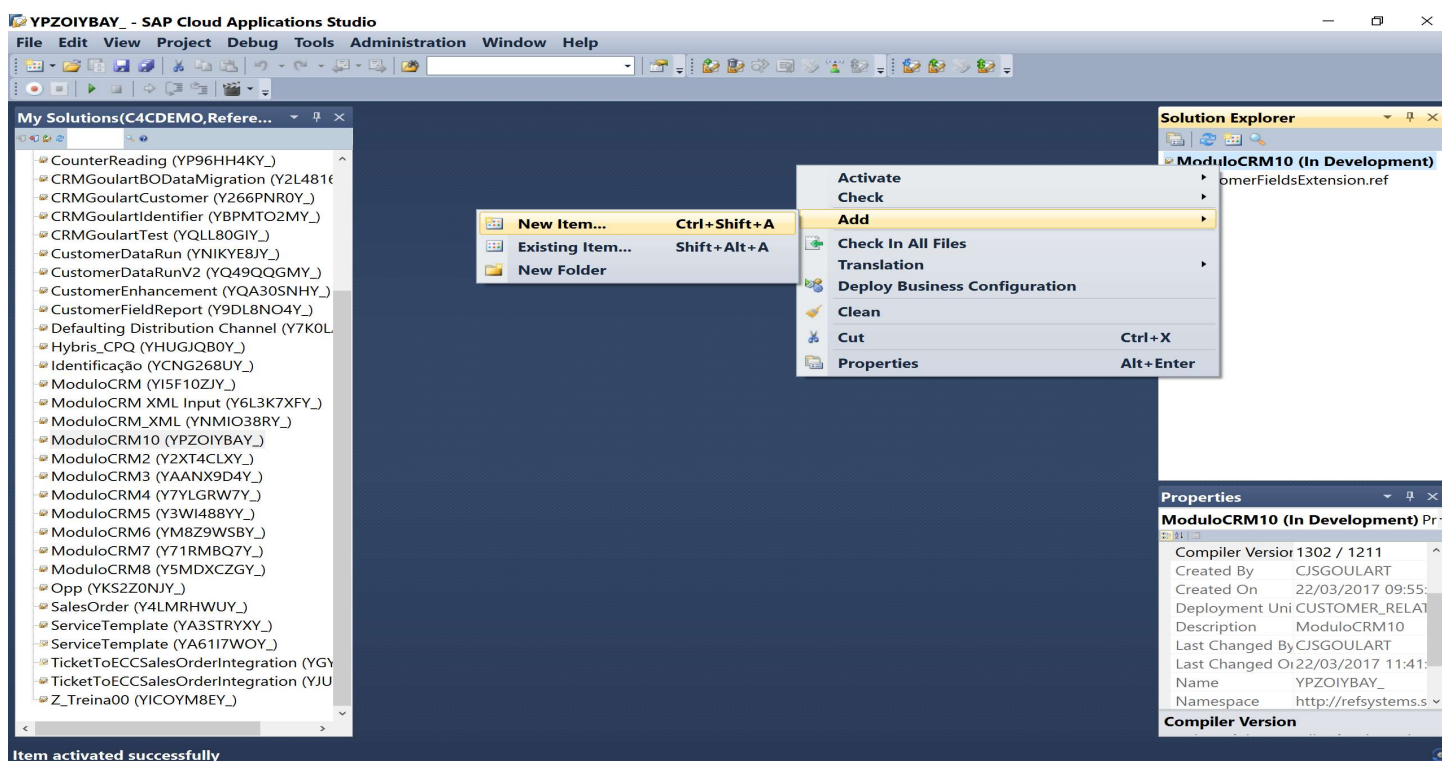 YPZOIYBAY_ - SAP Cloud Applications Studio
File Edit View Project Debug Tools Administration Window Help
My Solutions(C4CDEMO,Refere...
CounterReading (YP96HH4KY_)
CRMGoulartBODataMigration (Y2L4816
CRMGoulartCustomer (Y266PNR0Y_)
CRMGoulartIdentifier (YBPMTO2MY_)
CRMGoulartTest (YQLL80GIY_)
CustomerDataRun (YNIKYE8JY_)
CustomerDataRunV2 (YQ49QQGMY_)
CustomerEnhancement (YQA30SNHY_)
CustomerFieldReport (Y9DL8NO4Y_)
Defaulting Distribution Channel (Y7K0L
Hybris_CPQ (YHUGJQB0Y_)
Identificação (YCNG268UY_)
ModuloCRM (YI5F10ZJY_)
ModuloCRM XML Input (Y6L3K7XFY_)
ModuloCRM_XML (YNMIO38RY_)
ModuloCRM10 (YPZOIYBAY_)
ModuloCRM2 (Y2XT4CLXY_)
ModuloCRM3 (YAANX9D4Y_)
ModuloCRM4 (Y7YLGRW7Y_)
ModuloCRM5 (Y3WI488YY_)
ModuloCRM6 (YM8Z9WSBY_)
ModuloCRM7 (Y71RMBQ7Y_)
ModuloCRM8 (Y5MDXCZGY_)
Opp (YKS2Z0NJY_)
SalesOrder (Y4LMRHWUY_)
ServiceTemplate (YA3STRYXY_)
ServiceTemplate (YA61I7WOY_)
TicketToECCSalesOrderIntegration (YGY
TicketToECCSalesOrderIntegration (YJU
Z_Treina00 (YICOYM8EY_)
New Item... Ctrl+Shift+A
Existing Item... Shift+Alt+A
New Folder
Activate
Check
Add
Check In All Files
Translation
Deploy Business Configuration
Clean
Cut Ctrl+X
Properties Alt+Enter
Solution Explorer
ModuloCRM10 (In Development)
omerFieldsExtension.ref
Properties
ModuloCRM10 (In Development) Pr
Compiler Version 1302 / 1211
Created By CJSGOULART
Created On 22/03/2017 09:55:
Deployment Uni CUSTOMER_RELAT
Description ModuloCRM10
Last Changed By CJSGOULART
Last Changed O 22/03/2017 11:41:
Name YPZOIYBAY_
Namespace http://refsystems.s
Compiler Version
Item activated successfully